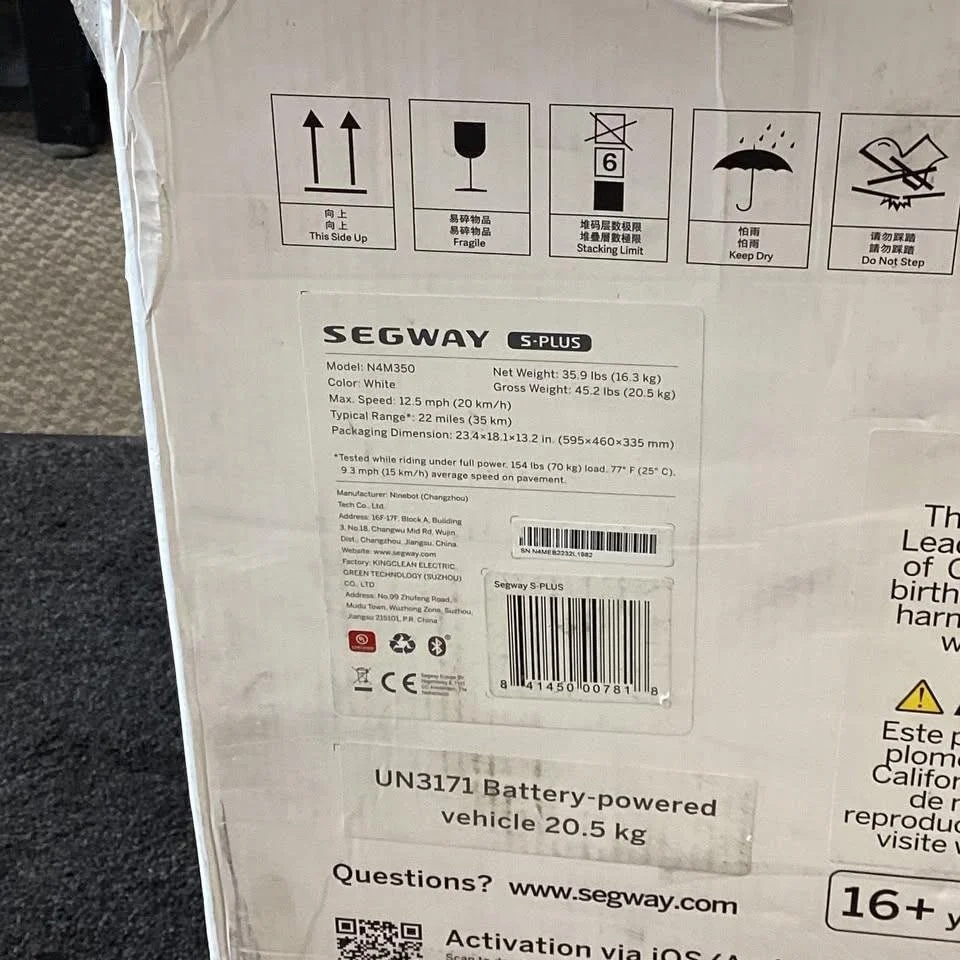 向上
向上
This Side Up
易碎物品
易碎物品
Fragile
6
堆码层数极限
堆疊層數極限
Stacking Limit
怕雨
怕雨
Keep Dry
请勿踩踏
請勿踩踏
Do Not Step
SEGWAY S-PLUS
Model: N4M350
Color: White
Net Weight: 35.9 lbs (16.3 kg)
Gross Weight: 45.2 lbs (20.5 kg)
Max. Speed: 12.5 mph (20 km/h)
Typical Range*: 22 miles (35 km)
Packaging Dimension: 23.4×18.1×13.2 in. (595×460×335 mm)
*Tested while riding under full power, 154 lbs (70 kg) load, 77° F (25° C),
9.3 mph (15 km/h) average speed on pavement.
Manufacturer: Ninebot (Changzhou)
Tech Co., Ltd.
Address: 16F-17F, Block A, Building
3, No.18, Changwu Mid Rd, Wujin
Dist., Changzhou, Jiangsu, China.
Website: www.segway.com
Factory: KINGCLEAN ELECTRIC
GREEN TECHNOLOGY (SUZHOU)
CO., LTD
Address: No.99 Zhufeng Road,
Mudu Town, Wuzhong Zone, Suzhou,
Jiangsu 215101, P.R. China
SN N4MEB2232L1982
Segway S-PLUS
8 41450 00781 8
CE
UN3171 Battery-powered
vehicle 20.5 kg
Questions? www.segway.com
Activation via iOS
Th
Lea
of C
birth
harm
w
Este p
plom
Califor
de r
reproduc
visite
16+ y